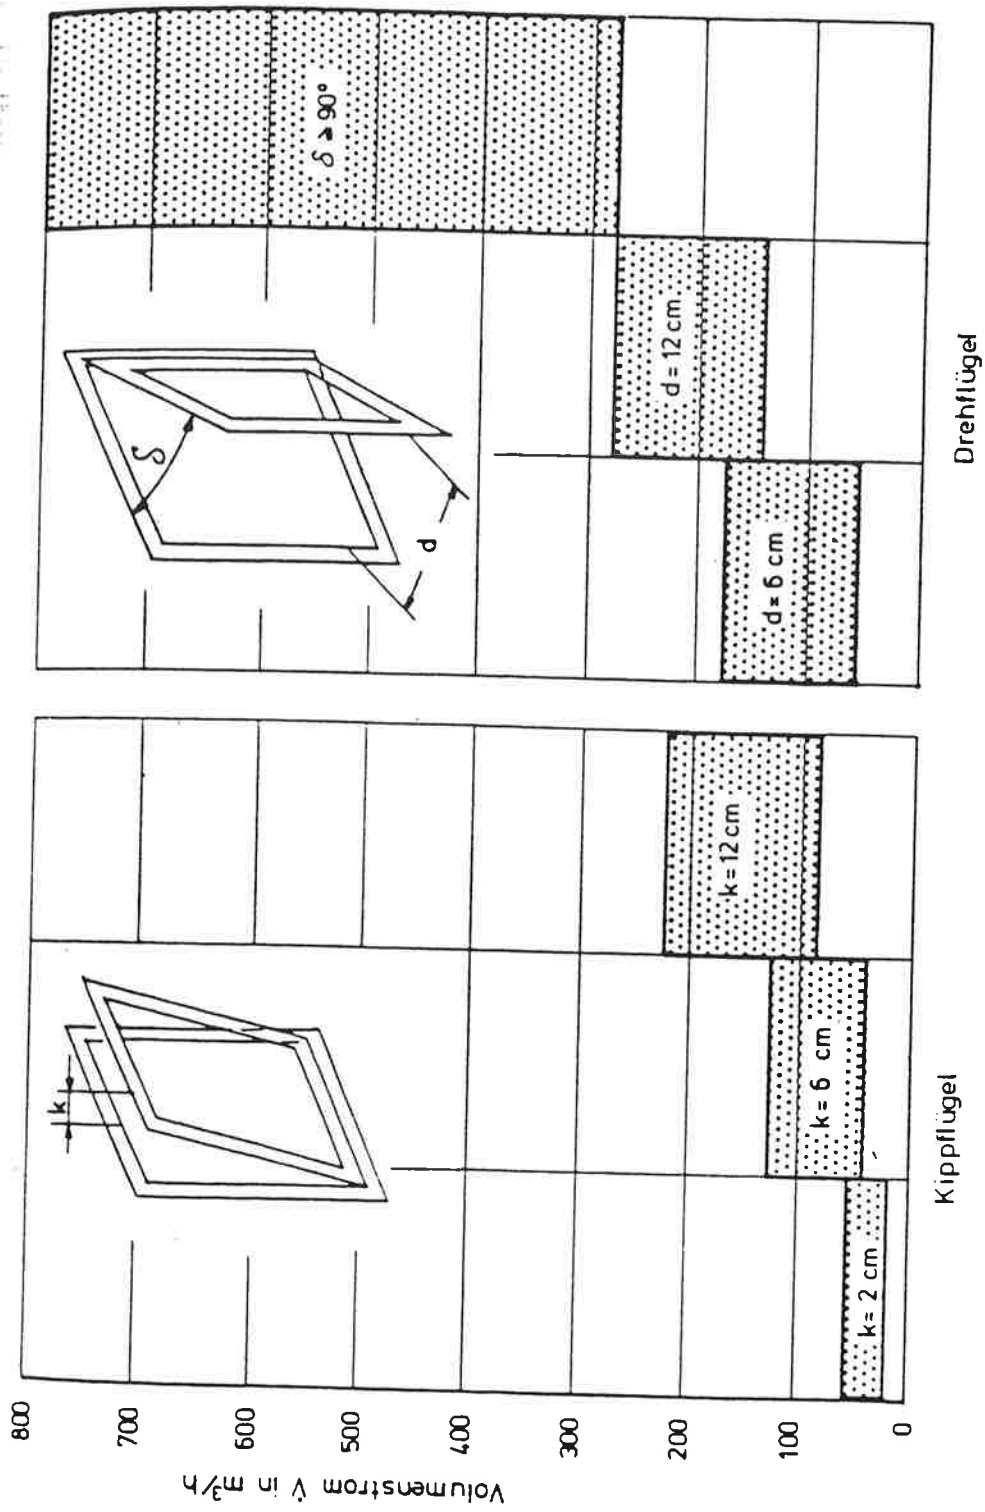 Volumenstrom V̇ in m³/h
800
700
600
500
400
300
200
100
0
k
k = 2 cm
k = 6 cm
k = 12 cm
Kippflügel
δ
d
d = 6 cm
d = 12 cm
δ ≥ 90°
Drehflügel